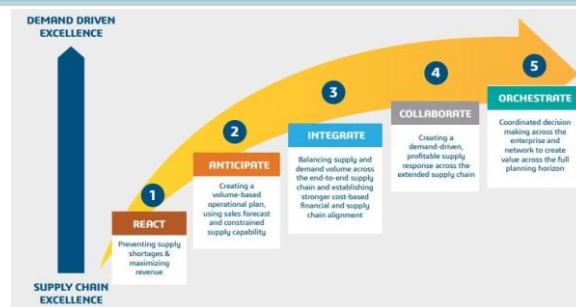 DEMAND DRIVEN
EXCELLENCE
1
REACT
Preventing supply
shortages &
maximizing
revenue
2
ANTICIPATE
Creating a
volume-based
operational plan,
using sales forecast
and constrained
supply capability
3
INTEGRATE
Balancing supply and
demand volume across
the end-to-end supply
chain and establishing
stronger cost-based
financial and supply
chain alignment
4
COLLABORATE
Creating a
demand-driven,
profitable supply
response across the
extended supply chain
5
ORCHESTRATE
Coordinated decision
making across the
enterprise and
network to create
value across the full
planning horizon
SUPPLY CHAIN
EXCELLENCE